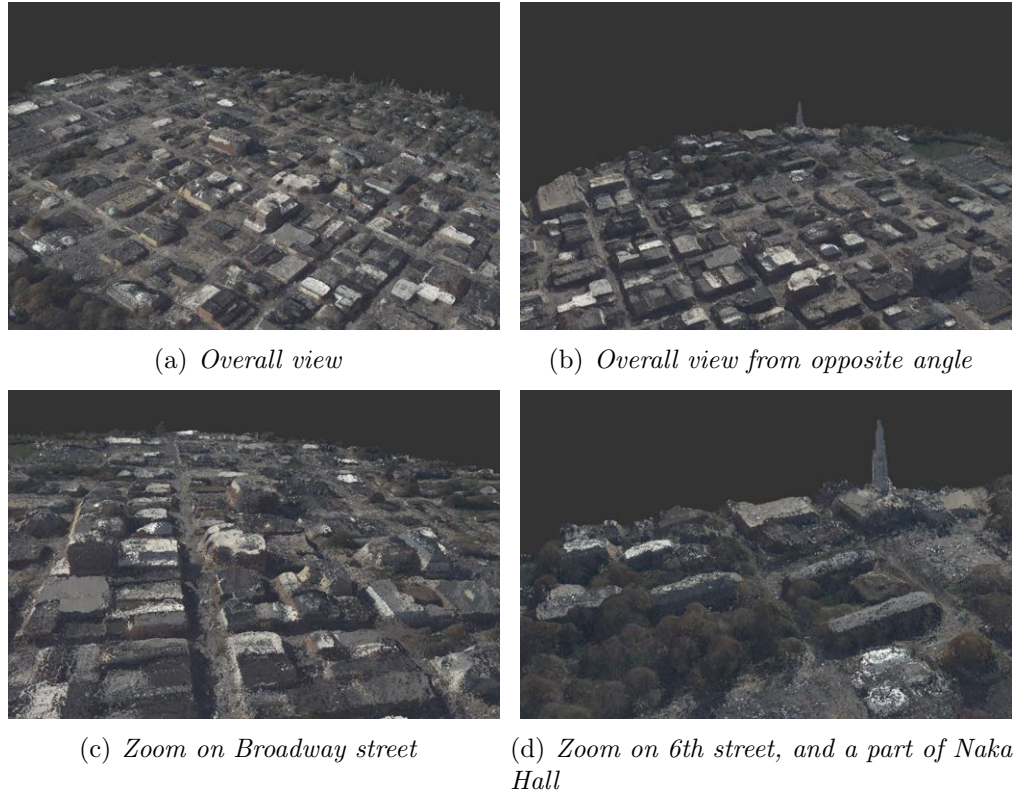 (a) Overall view
(b) Overall view from opposite angle
(c) Zoom on Broadway street
(d) Zoom on 6th street, and a part of Naka
Hall